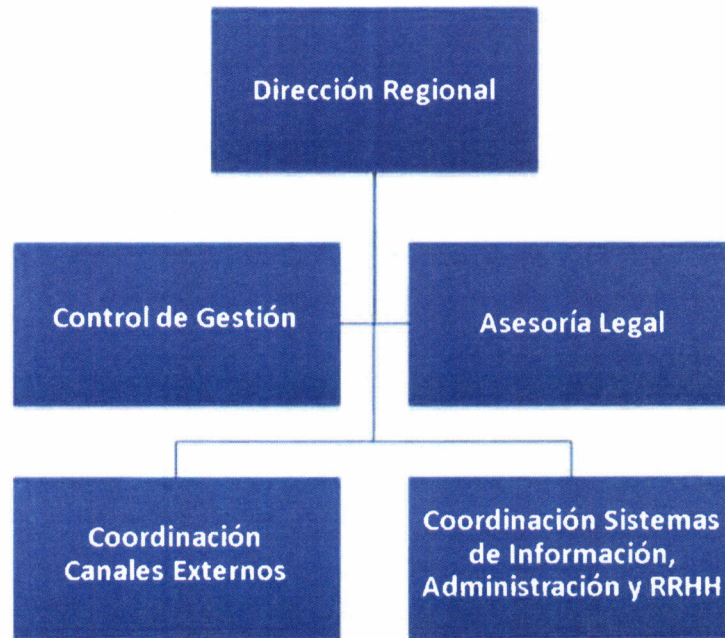 Dirección Regional
Control de Gestión
Asesoría Legal
Coordinación
Canales Externos
Coordinación Sistemas
de Información,
Administración y RRHH